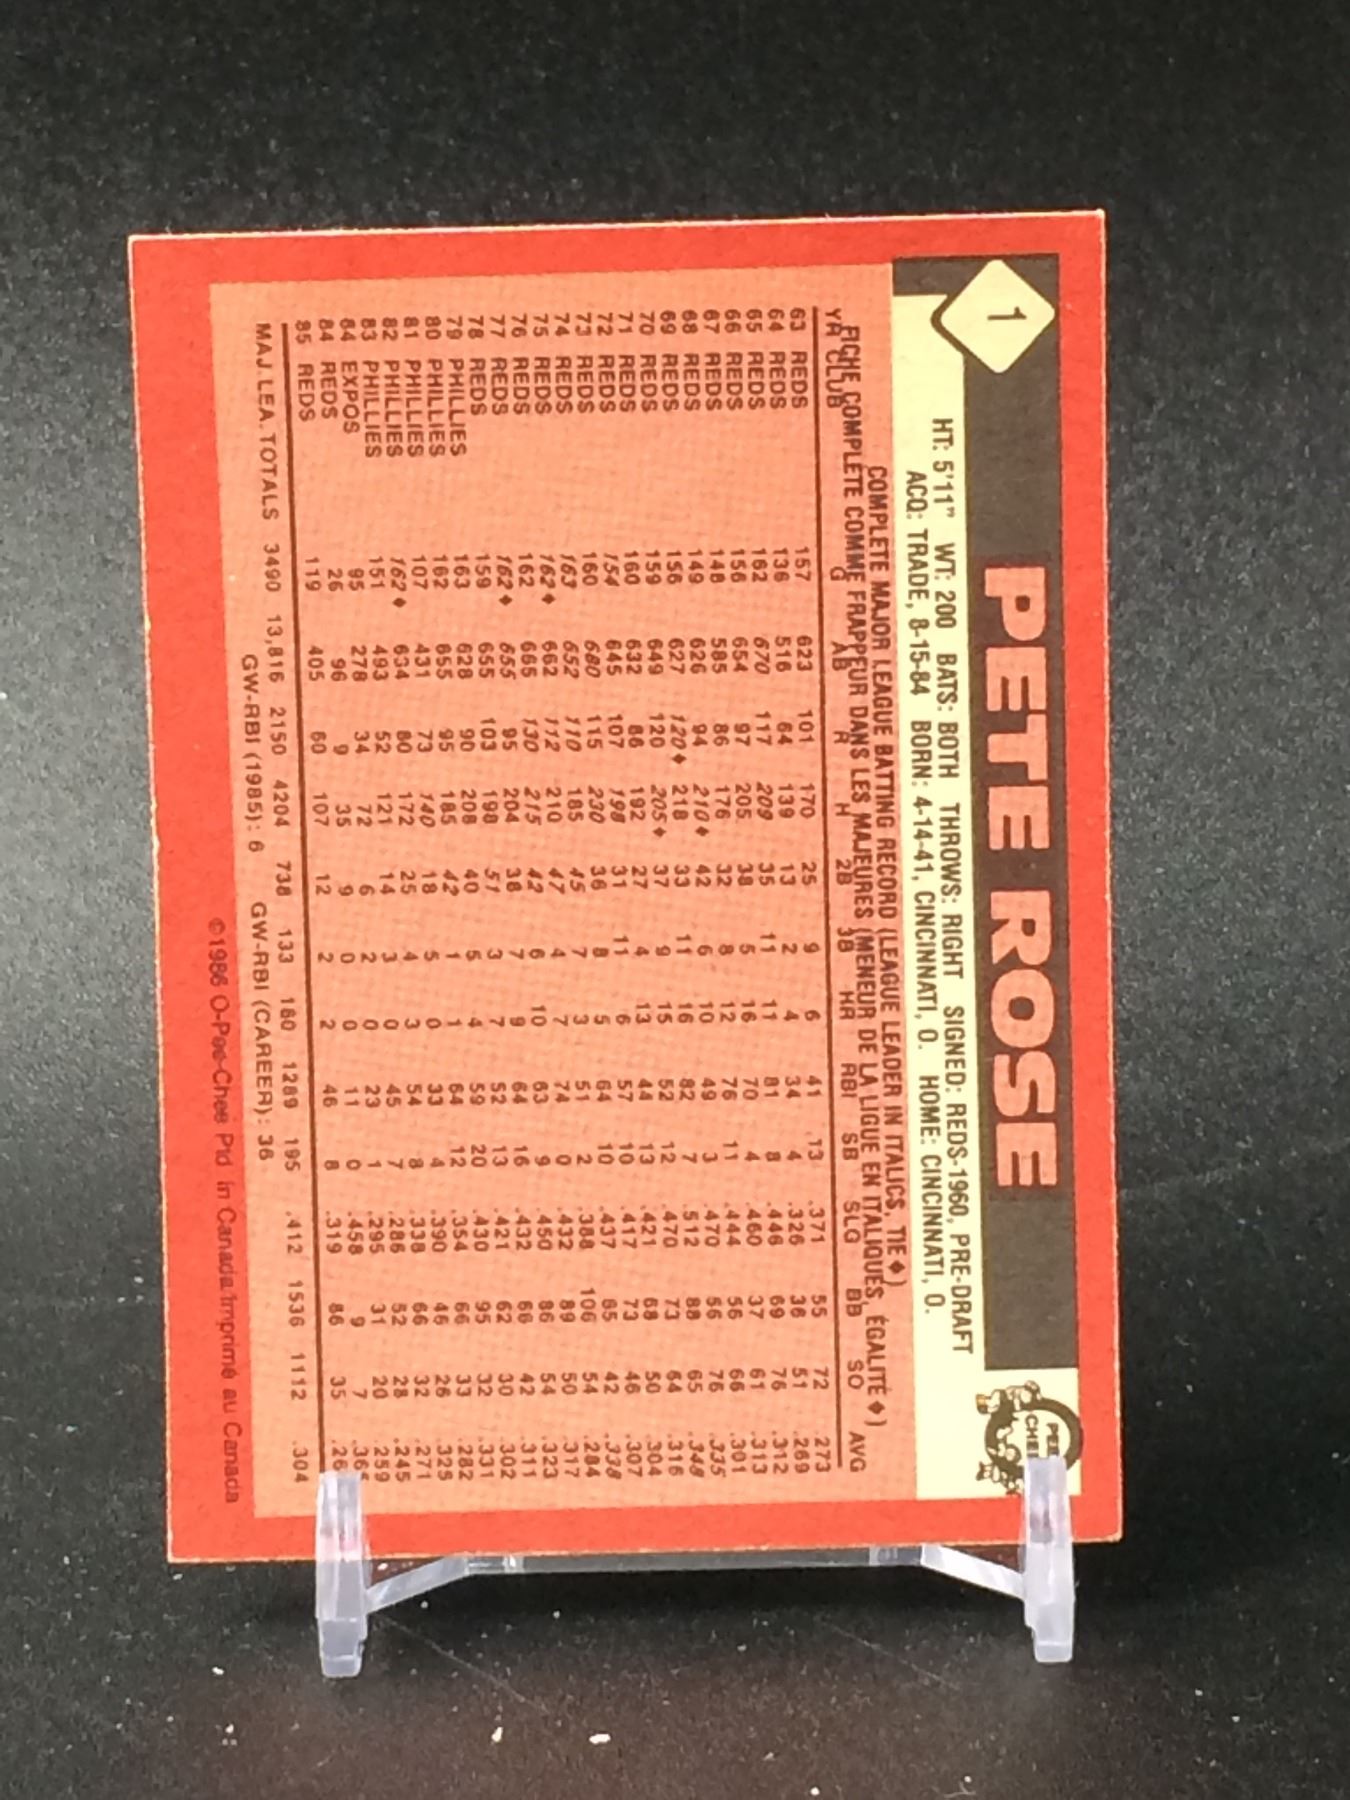 1
PETE ROSE
HT: 5'11" WT: 200 BATS: BOTH THROWS: RIGHT SIGNED: REDS-1960, PRE-DRAFT
ACQ: TRADE, 8-15-84 BORN: 4-14-41, CINCINNATI, O. HOME: CINCINNATI, O.
PEE
CHEE
COMPLETE MAJOR LEAGUE BATTING RECORD (LEAGUE LEADER IN ITALICS, TIE♦)
FICHE COMPLÈTE COMME FRAPPEUR DANS LES MAJEURES (MENEUR DE LA LIGUE EN ITALIQUES, ÉGALITÉ♦)
YR CLUB G AB R H 2B 3B HR RBI SB SLG BB SO AVG
63 REDS 157 623 101 170 25 9 6 41 13 .371 55 72 .273
64 REDS 136 516 64 139 13 2 4 34 4 .326 36 51 .269
65 REDS 162 670 117 209 35 11 11 81 8 .446 69 76 .312
66 REDS 156 654 97 205 38 5 16 70 4 .460 37 61 .313
67 REDS 148 585 86 176 32 8 12 76 11 .444 56 66 .301
68 REDS 149 626 94 210♦ 42 6 10 49 3 .470 56 76 .335
69 REDS 156 627 120♦ 218 33 11 16 82 7 .512 88 65 .348
70 REDS 159 649 120 205♦ 37 9 15 52 12 .470 73 64 .316
71 REDS 160 632 86 192 27 4 13 44 13 .421 68 50 .304
72 REDS 154 645 107 198 31 11 6 57 10 .417 73 46 .307
73 REDS 160 680 115 230 36 8 5 64 10 .437 65 42 .338
74 REDS 163 652 110 185 45 7 3 51 2 .388 106 54 .284
75 REDS 162♦ 662 112 210 47 4 7 74 0 .432 89 50 .317
76 REDS 162 665 130 215 42 6 10 63 9 .450 86 54 .323
77 REDS 162♦ 655 95 204 38 7 9 64 16 .432 66 42 .311
78 REDS 159 655 103 198 51 3 7 52 13 .421 62 30 .302
79 PHILLIES 163 628 90 208 40 5 4 59 20 .430 95 32 .331
80 PHILLIES 162 655 95 185 42 1 1 64 12 .354 66 33 .282
81 PHILLIES 107 431 73 140 18 5 0 33 4 .390 46 26 .325
82 PHILLIES 162♦ 634 80 172 25 4 3 54 8 .338 66 32 .271
83 PHILLIES 151 493 52 121 14 3 0 45 7 .286 52 28 .245
84 EXPOS 95 278 34 72 6 2 0 23 1 .295 31 20 .259
84 REDS 26 96 9 35 9 0 0 11 0 .458 9 7 .365
85 REDS 119 405 60 107 12 2 2 46 8 .319 86 35
MAJ. LEA. TOTALS 3490 13,816 2150 4204 738 133 160 1289 195 .412 1536 1112 .304
GW-RBI (1985): 6 GW-RBI (CAREER): 36
©1986 O-Pee-Chee Ptd in Canada/Imprimé au Canada